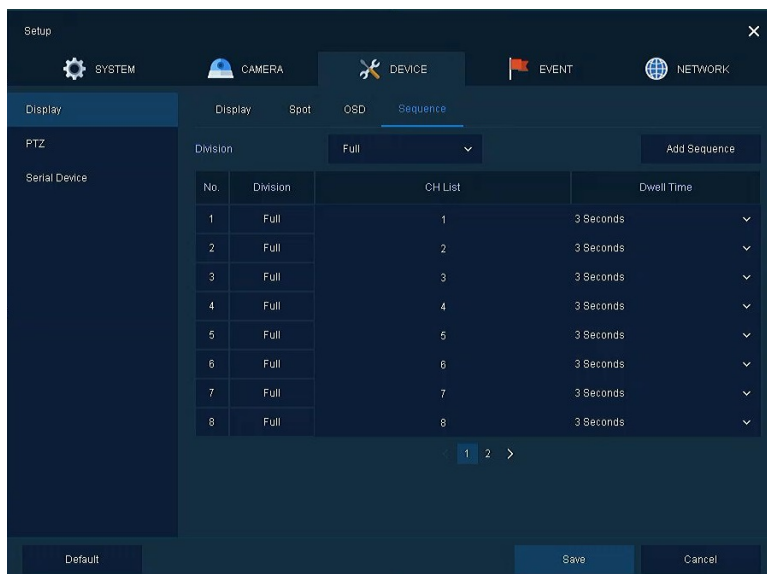 Setup
SYSTEM CAMERA DEVICE EVENT NETWORK
Display Display Spot OSD Sequence
PTZ Division Full Add Sequence
Serial Device
No. Division CH List Dwell Time
1 Full 1 3 Seconds
2 Full 2 3 Seconds
3 Full 3 3 Seconds
4 Full 4 3 Seconds
5 Full 5 3 Seconds
6 Full 6 3 Seconds
7 Full 7 3 Seconds
8 Full 8 3 Seconds
1 2
Default Save Cancel